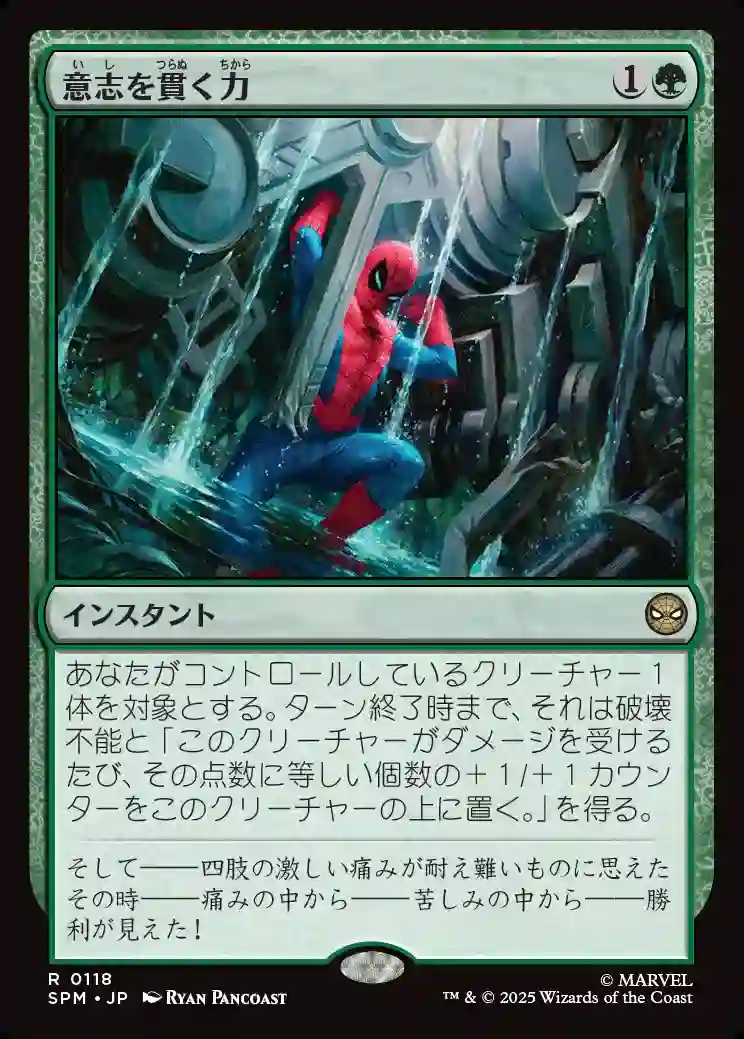 意志を貫く力
いし つらぬ ちから
1
インスタント
あなたがコントロールしているクリーチャー1
体を対象とする。ターン終了時まで、それは破壊
不能と「このクリーチャーがダメージを受ける
たび、その点数に等しい個数の+1/+1カウン
ターをこのクリーチャーの上に置く。」を得る。
そして――四肢の激しい痛みが耐え難いものに思えた
その時――痛みの中から――苦しみの中から――勝
利が見えた!
R 0118
SPM • JP RYAN PANCOAST
© MARVEL
™ & © 2025 Wizards of the Coast